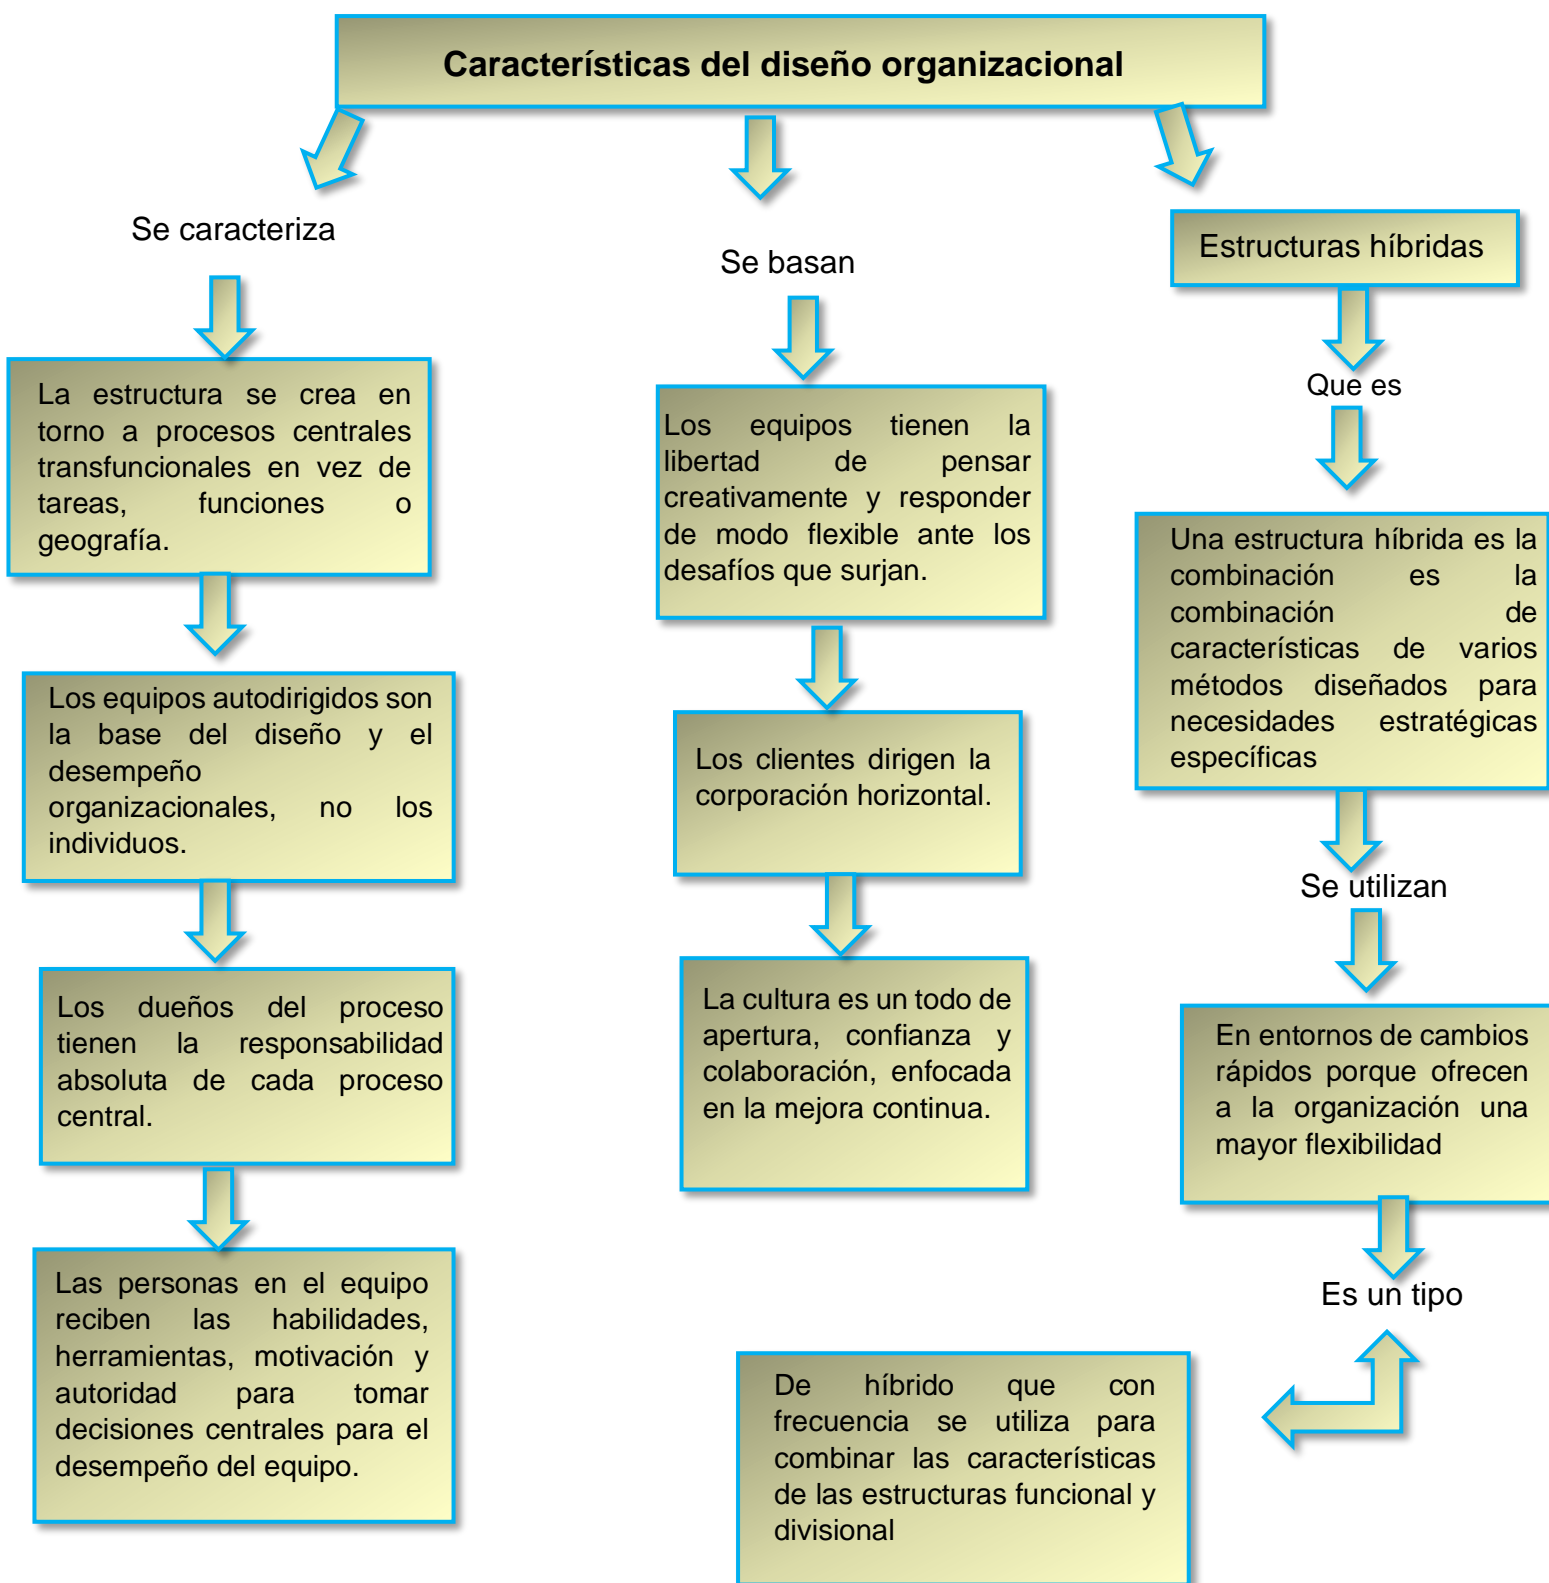 Características del diseño organizacional
Se caracteriza
La estructura se crea en
torno a procesos centrales
transfuncionales en vez de
tareas, funciones o
geografía.
Los equipos autodirigidos son
la base del diseño y el
desempeño
organizacionales, no los
individuos.
Los dueños del proceso
tienen la responsabilidad
absoluta de cada proceso
central.
Las personas en el equipo
reciben las habilidades,
herramientas, motivación y
autoridad para tomar
decisiones centrales para el
desempeño del equipo.
Se basan
Los equipos tienen la
libertad de pensar
creativamente y responder
de modo flexible ante los
desafíos que surjan.
Los clientes dirigen la
corporación horizontal.
La cultura es un todo de
apertura, confianza y
colaboración, enfocada
en la mejora continua.
Estructuras híbridas
Que es
Una estructura híbrida es la
combinación es la
combinación de
características de varios
métodos diseñados para
necesidades estratégicas
específicas
Se utilizan
En entornos de cambios
rápidos porque ofrecen
a la organización una
mayor flexibilidad
Es un tipo
De híbrido que con
frecuencia se utiliza para
combinar las características
de las estructuras funcional y
divisional